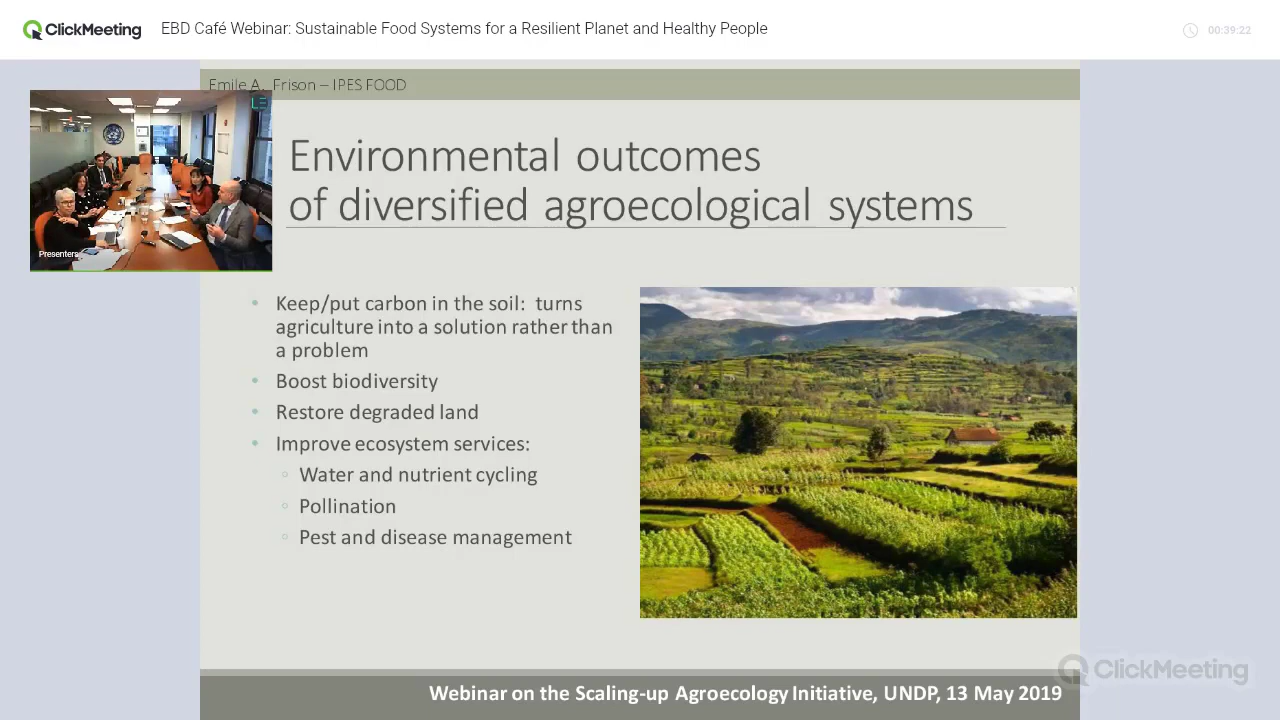 ClickMeeting
EBD Café Webinar: Sustainable Food Systems for a Resilient Planet and Healthy People
00:39:22
Emile A. Frison – IPES FOOD
Environmental outcomes
of diversified agroecological systems
Presenters
• Keep/put carbon in the soil: turns
agriculture into a solution rather than
a problem
• Boost biodiversity
• Restore degraded land
• Improve ecosystem services:
◦ Water and nutrient cycling
◦ Pollination
◦ Pest and disease management
ClickMeeting
Webinar on the Scaling-up Agroecology Initiative, UNDP, 13 May 2019